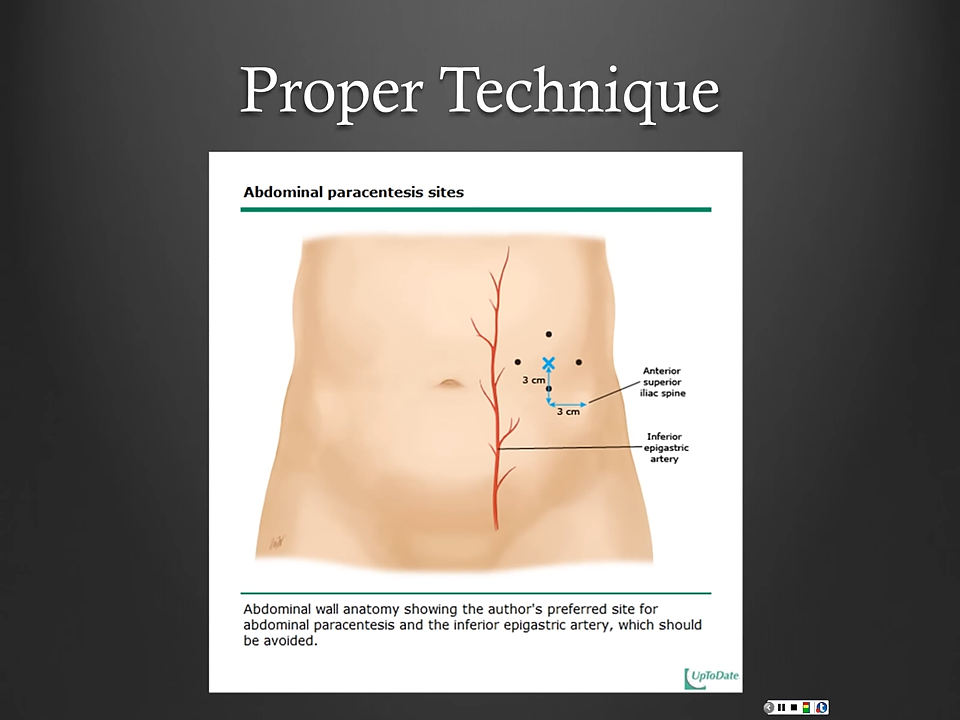 Proper Technique
Abdominal paracentesis sites
3 cm
3 cm
Anterior
superior
iliac spine
Inferior
epigastric
artery
Abdominal wall anatomy showing the author's preferred site for
abdominal paracentesis and the inferior epigastric artery, which should
be avoided.
UpToDate